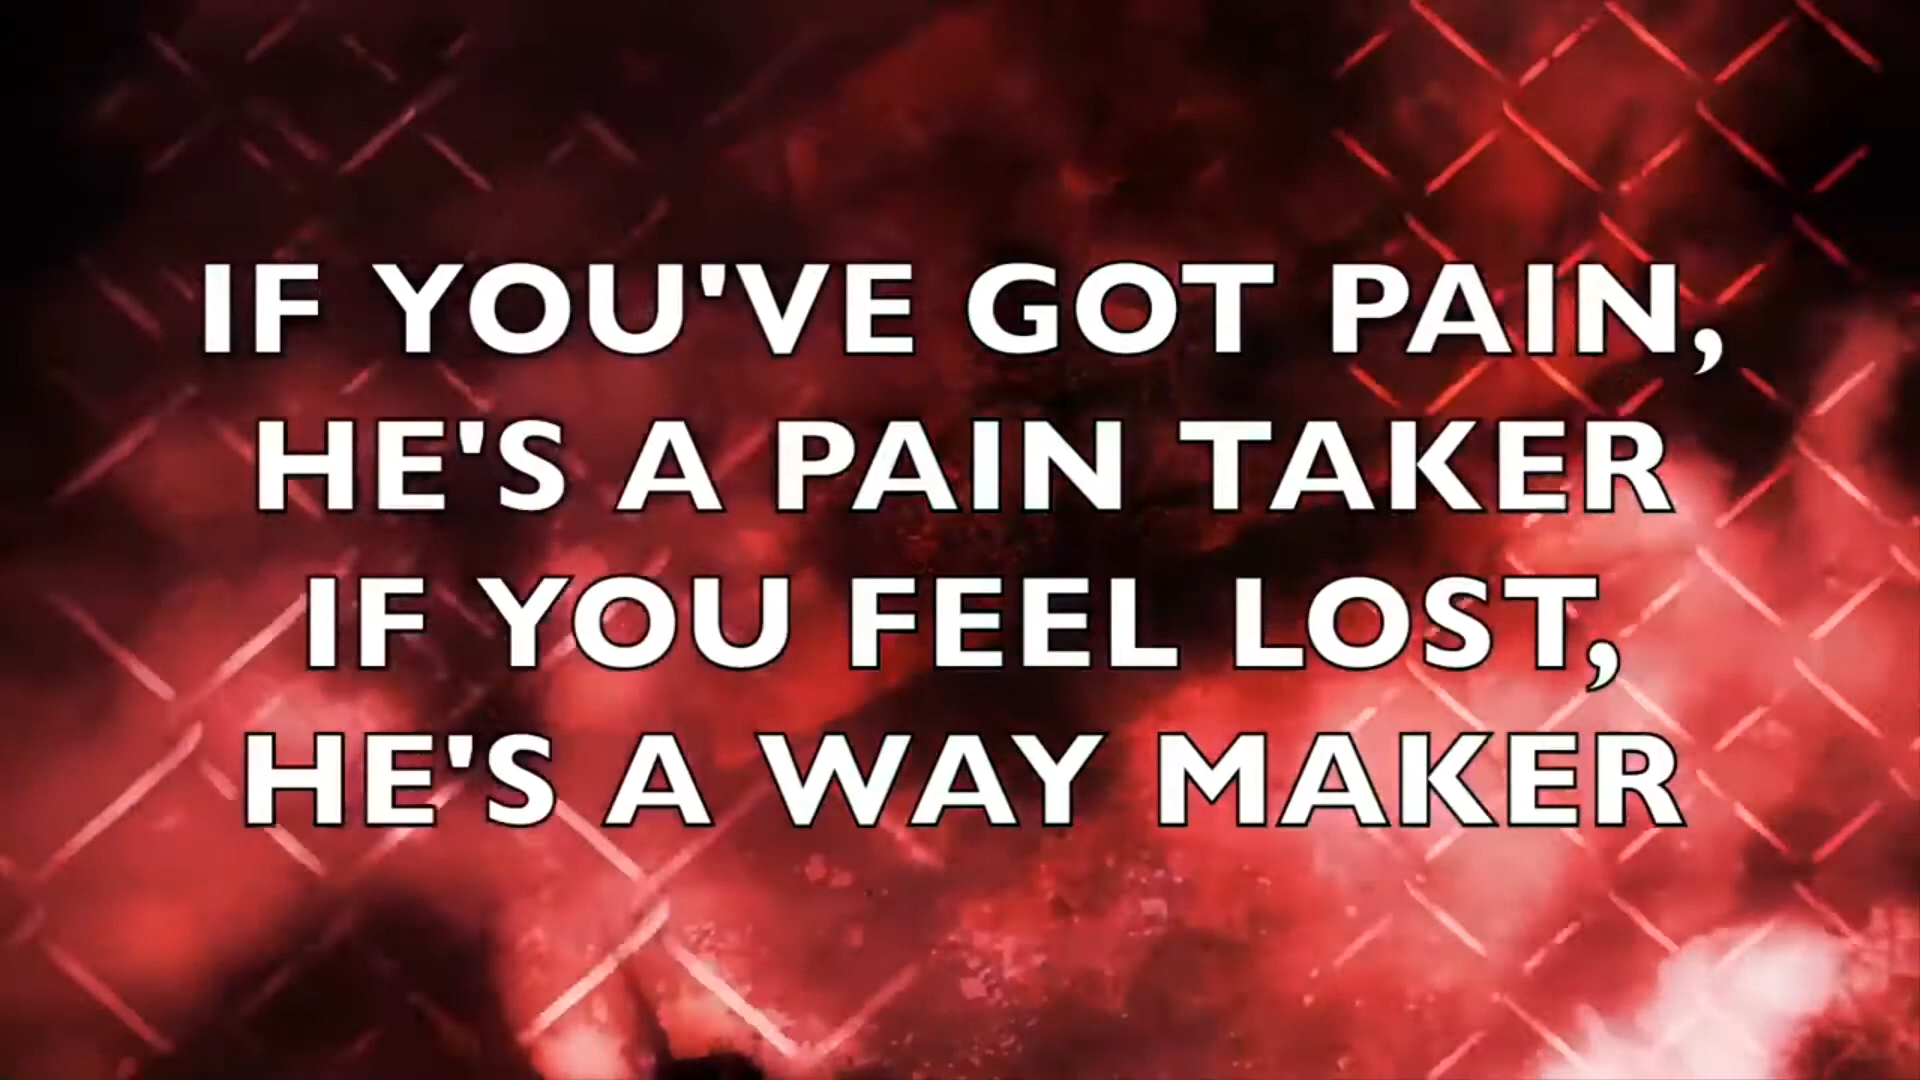 IF YOU'VE GOT PAIN,
HE'S A PAIN TAKER
IF YOU FEEL LOST,
HE'S A WAY MAKER